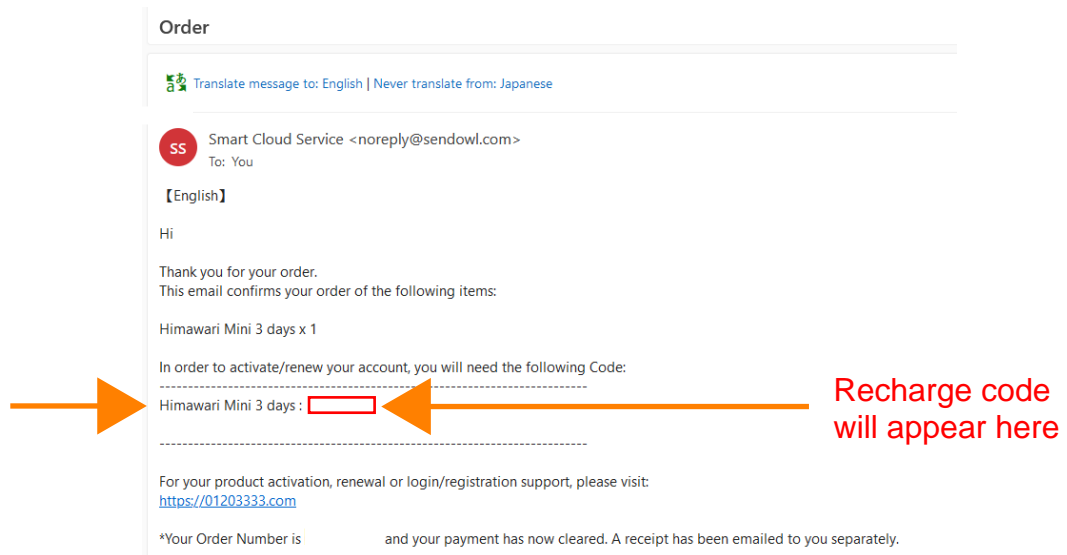 Order
Translate message to: English | Never translate from: Japanese
SS
Smart Cloud Service <noreply@sendowl.com>
To: You
【English】
Hi
Thank you for your order.
This email confirms your order of the following items:
Himawari Mini 3 days x 1
In order to activate/renew your account, you will need the following Code:
--------------------------------------------------------------------------
Himawari Mini 3 days :
Recharge code
will appear here
--------------------------------------------------------------------------
For your product activation, renewal or login/registration support, please visit:
https://01203333.com
*Your Order Number is and your payment has now cleared. A receipt has been emailed to you separately.